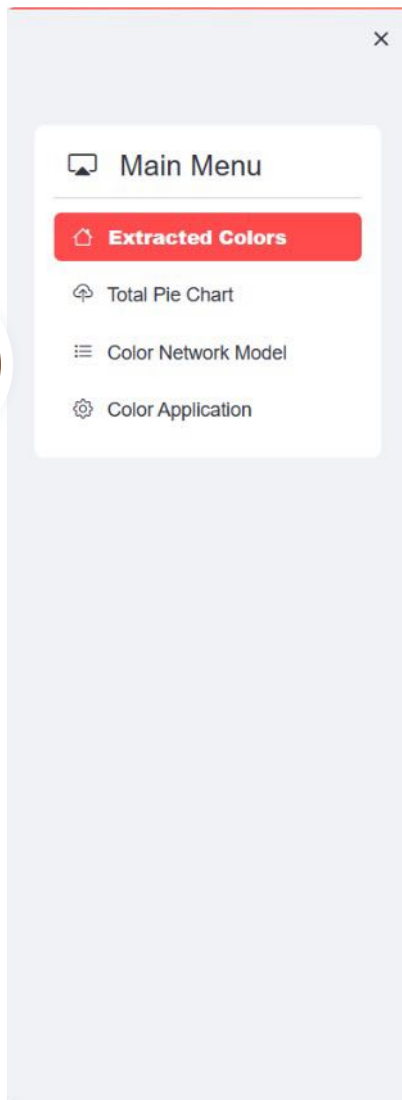 Main Menu
Extracted Colors
Total Pie Chart
Color Network Model
Color Application